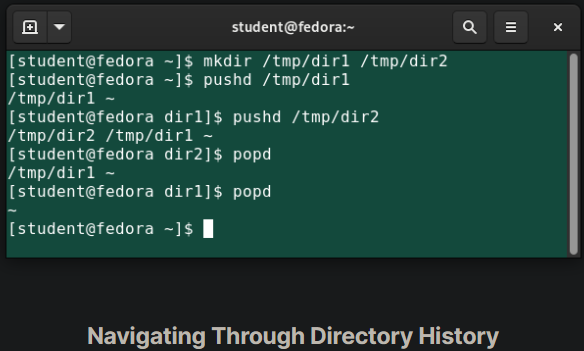 student@fedora:~
[student@fedora ~]$ mkdir /tmp/dir1 /tmp/dir2
[student@fedora ~]$ pushd /tmp/dir1
/tmp/dir1 ~
[student@fedora dir1]$ pushd /tmp/dir2
/tmp/dir2 /tmp/dir1 ~
[student@fedora dir2]$ popd
/tmp/dir1 ~
[student@fedora dir1]$ popd
~
[student@fedora ~]$
Navigating Through Directory History